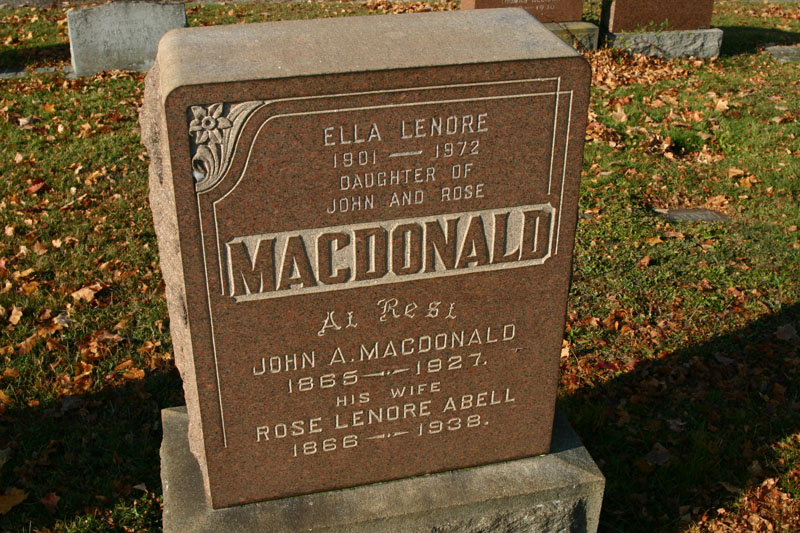 ELLA LENORE
1901 — 1972
DAUGHTER OF
JOHN AND ROSE
MACDONALD
At Rest
JOHN A. MACDONALD
1865 — 1927.
HIS WIFE
ROSE LENORE ABELL
1866 — 1938.